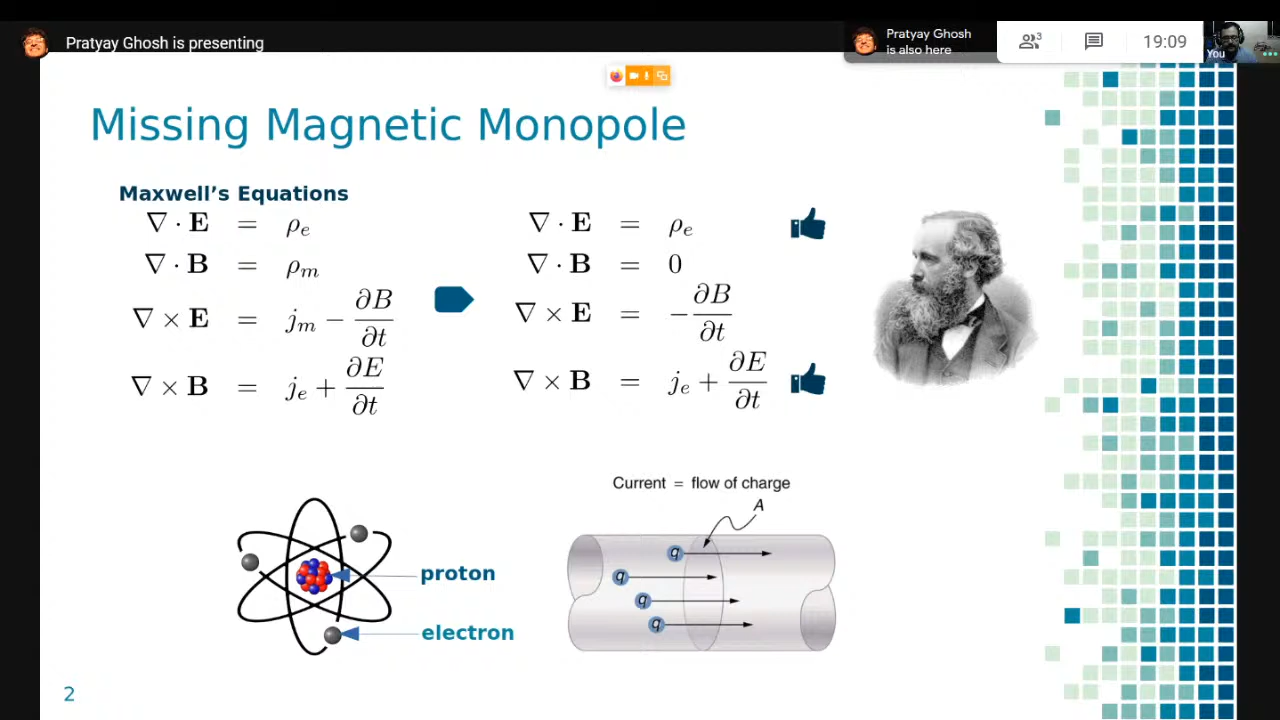 Pratyay Ghosh is presenting
Pratyay Ghosh
is also here
3
19:09
You
Missing Magnetic Monopole
Maxwell’s Equations
∇ · E = ρe
∇ · B = ρm
∇ × E = jm − ∂B/∂t
∇ × B = je + ∂E/∂t
∇ · E = ρe
∇ · B = 0
∇ × E = −∂B/∂t
∇ × B = je + ∂E/∂t
Current = flow of charge
A
q
q
q
q
proton
electron
2